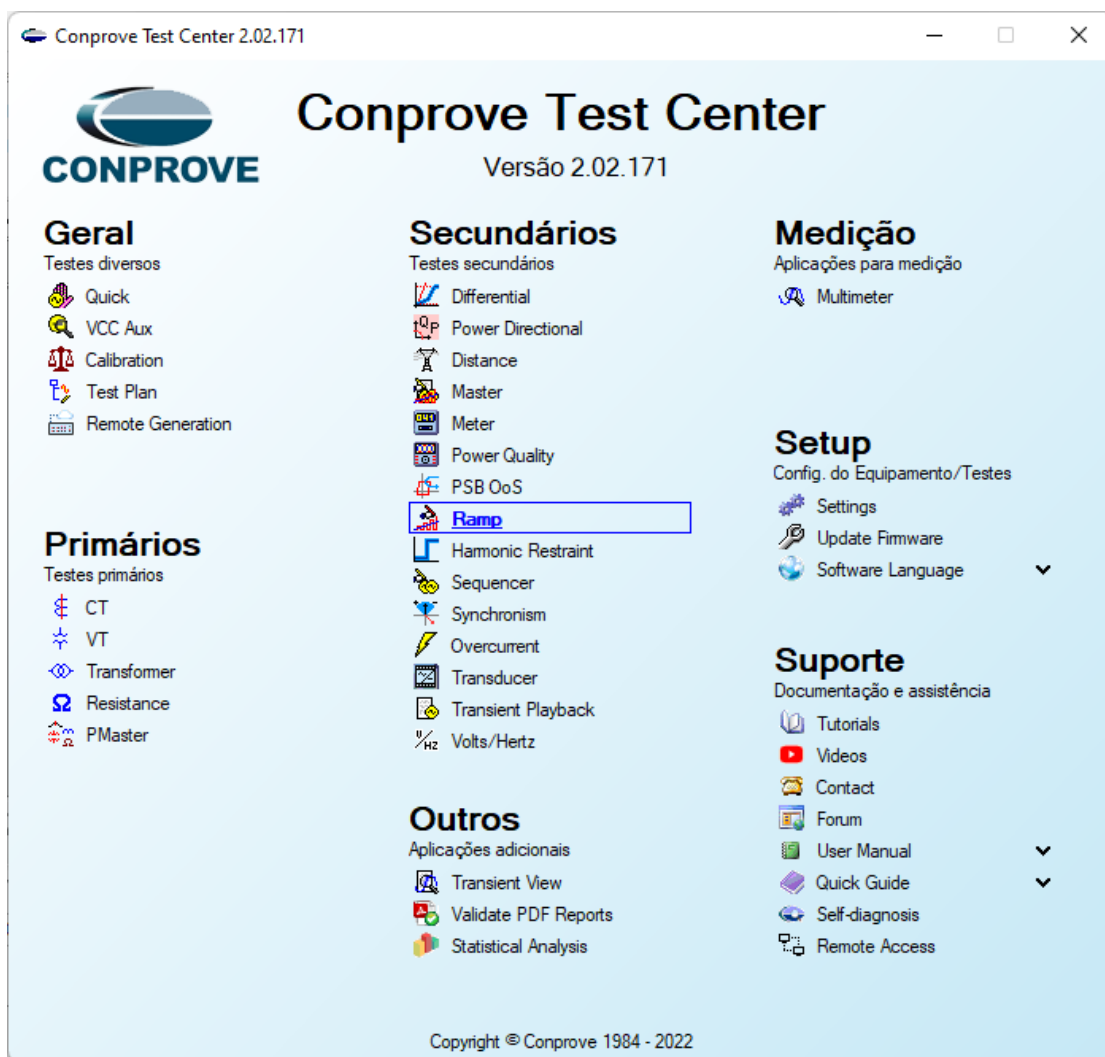 Conprove Test Center 2.02.171
CONPROVE
Conprove Test Center
Versão 2.02.171
Geral
Testes diversos
Quick
VCC Aux
Calibration
Test Plan
Remote Generation
Primários
Testes primários
CT
VT
Transformer
Resistance
PMaster
Secundários
Testes secundários
Differential
Power Directional
Distance
Master
Meter
Power Quality
PSB OoS
Ramp
Harmonic Restraint
Sequencer
Synchronism
Overcurrent
Transducer
Transient Playback
Volts/Hertz
Outros
Aplicações adicionais
Transient View
Validate PDF Reports
Statistical Analysis
Medição
Aplicações para medição
Multimeter
Setup
Config. do Equipamento/Testes
Settings
Update Firmware
Software Language
Suporte
Documentação e assistência
Tutorials
Videos
Contact
Forum
User Manual
Quick Guide
Self-diagnosis
Remote Access
Copyright © Conprove 1984 - 2022